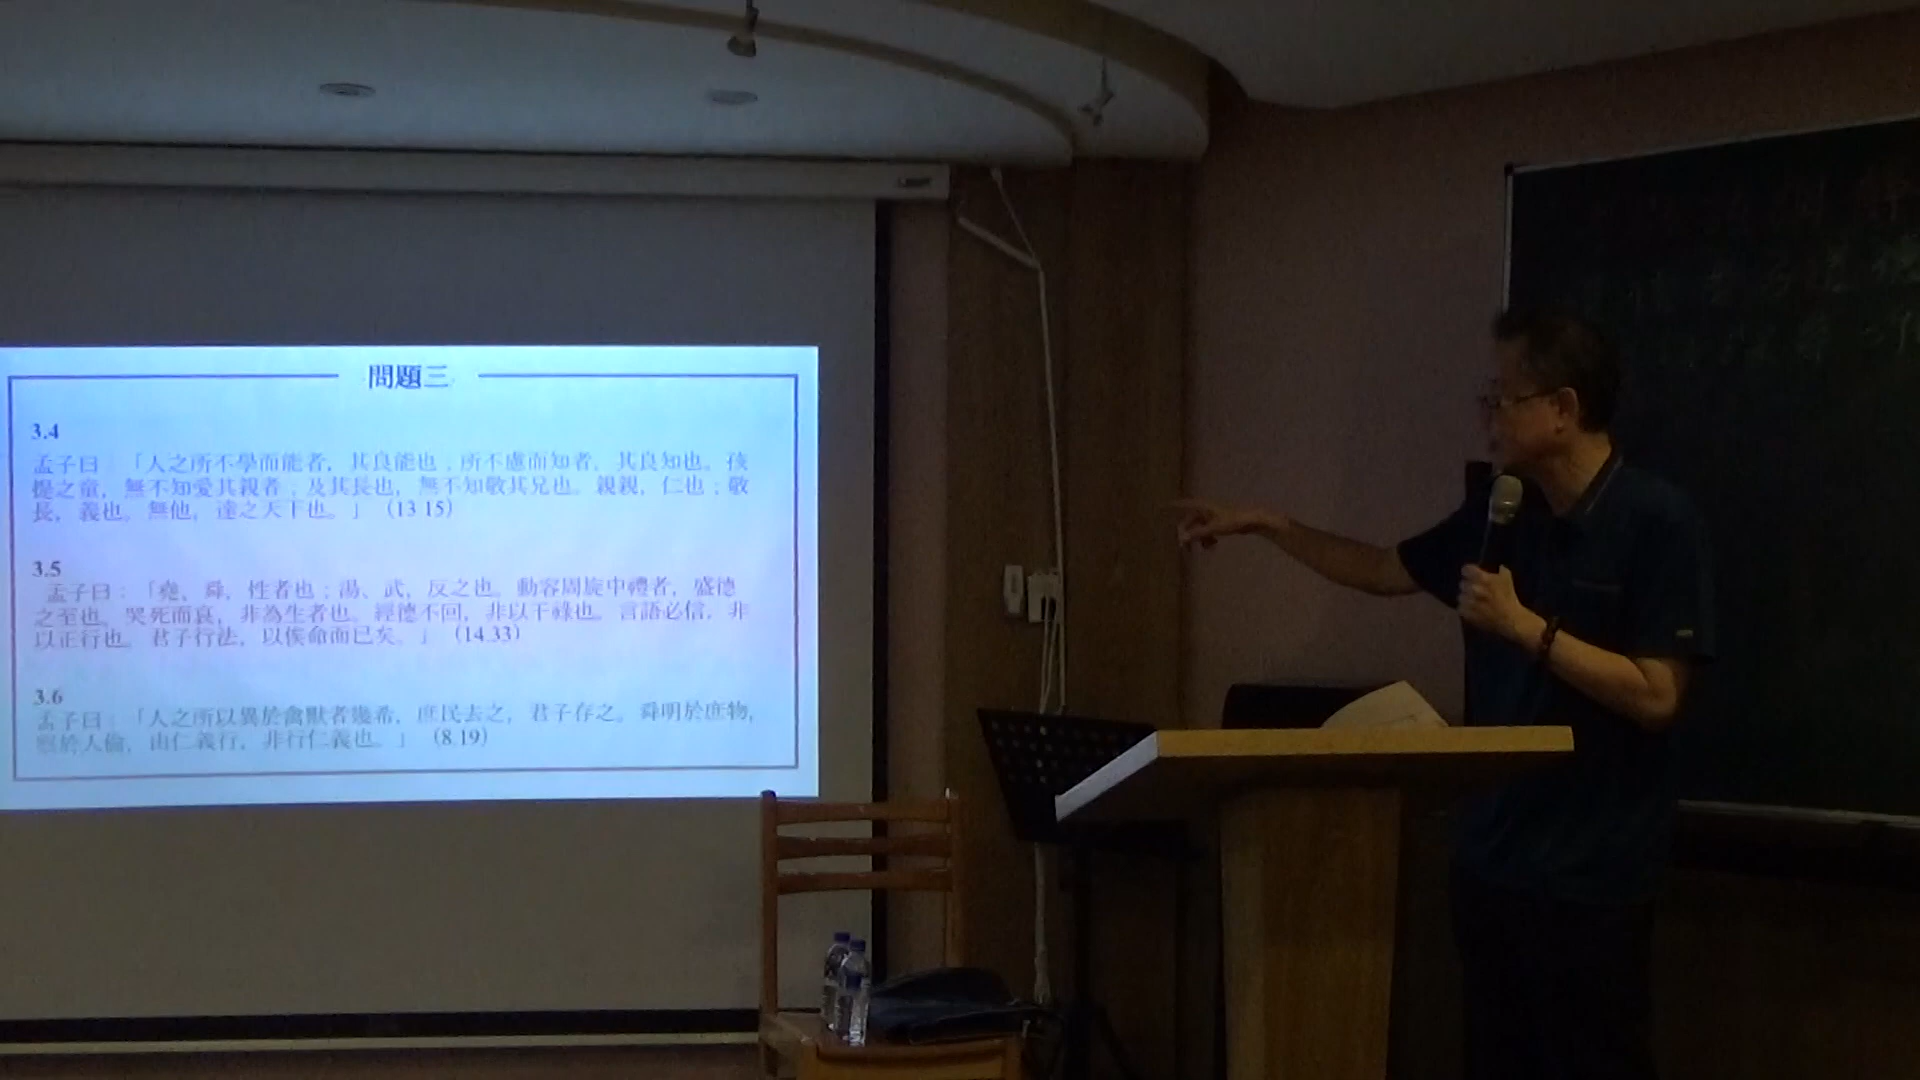 問題三
3.4
孟子曰：「人之所不學而能者，其良能也；所不慮而知者，其良知也。孩
提之童，無不知愛其親者；及其長也，無不知敬其兄也。親親，仁也；敬
長，義也。無他，達之天下也。」（13.15）
3.5
孟子曰：「堯、舜，性者也；湯、武，反之也。動容周旋中禮者，盛德
之至也。哭死而哀，非為生者也。經德不回，非以干祿也。言語必信，非
以正行也。君子行法，以俟命而已矣。」（14.33）
3.6
孟子曰：「人之所以異於禽獸者幾希，庶民去之，君子存之。舜明於庶物，
察於人倫，由仁義行，非行仁義也。」（8.19）